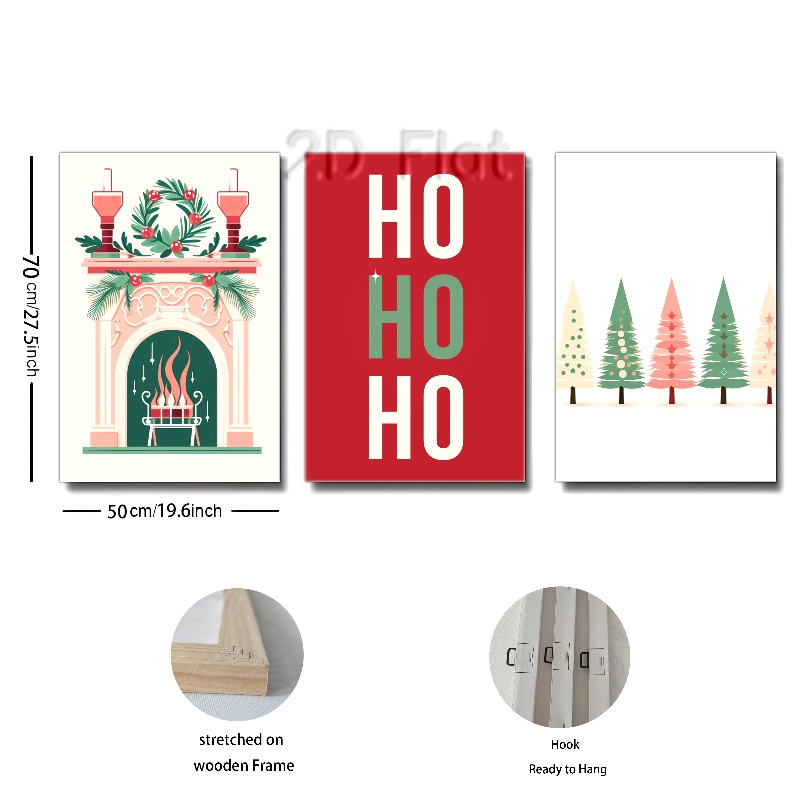 2D Flat
HO
HO
HO
70 cm/27.5inch
50 cm/19.6inch
stretched on
wooden Frame
Hook
Ready to Hang